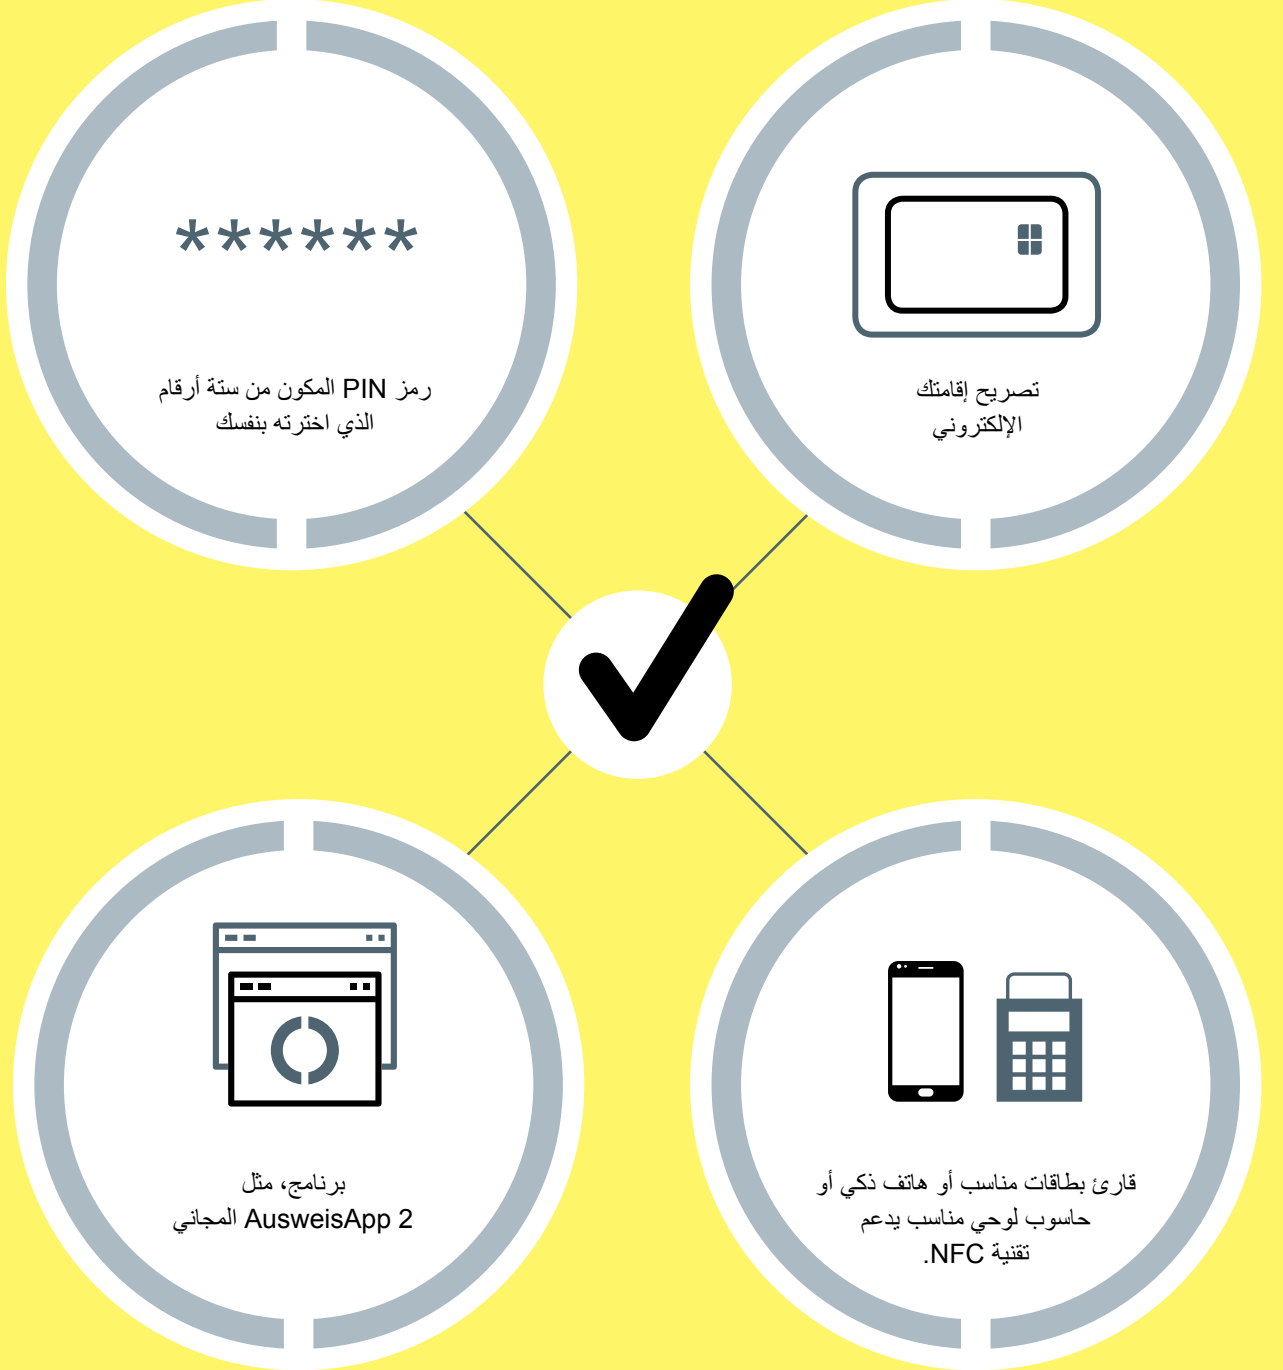 تصريح إقامتك
الإلكتروني
******
رمز PIN المكون من ستة أرقام
الذي اخترته بنفسك
قارئ بطاقات مناسب أو هاتف ذكي أو
حاسوب لوحي مناسب يدعم
تقنية NFC.
برنامج، مثل
AusweisApp 2 المجاني